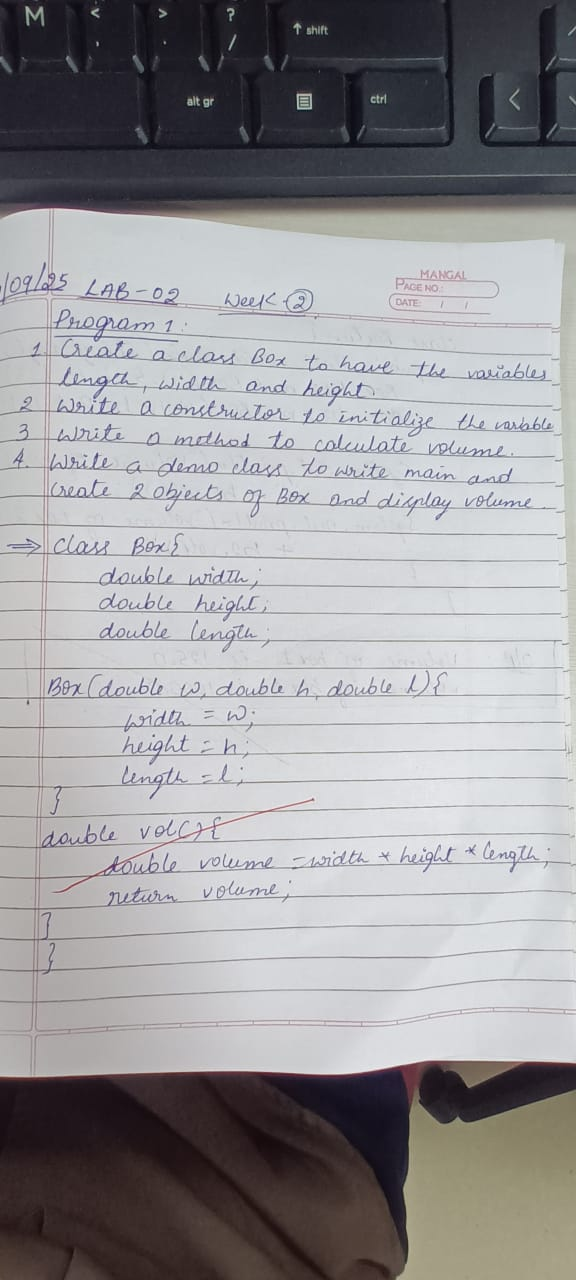 M < , > . ? / ↑ shift
alt gr ctrl <
/09/25 LAB-02 Week-2
MANGAL
PAGE NO.:
DATE: / /
Program 1:
1. Create a class Box to have the variables
length, width and height.
2 Write a constructor to initialize the variable
3 Write a method to calculate volume.
4. Write a demo class to write main and
create 2 objects of Box and display volume.
⇒ class Box{
double width;
double height;
double length;
Box(double w, double h, double l){
width = w;
height = h;
length = l;
}
double vol(){
double volume = width * height * length;
return volume;
}
}